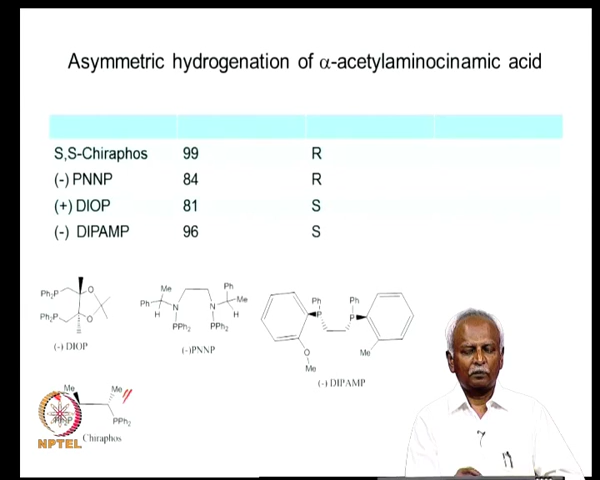 Asymmetric hydrogenation of α-acetylaminocinamic acid
S,S-Chiraphos 99 R
(-) PNNP 84 R
(+) DIOP 81 S
(-) DIPAMP 96 S
Ph₂P
O
Ph₂P
O
(-) DIOP
Me Ph
Ph Me
N N
H H
PPh₂ PPh₂
(-)PNNP
Ph Ph
P P
O
Me
Me
(-) DIPAMP
Me Me
PPh₂
Chiraphos
NPTEL